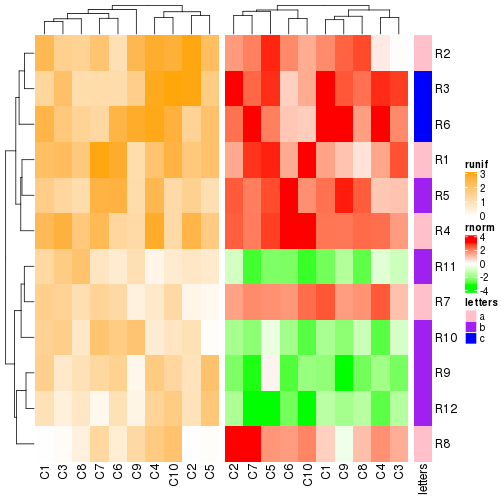 R2
R3
R6
R1
R5
R4
R11
R7
R10
R9
R12
R8
C1 C3 C8 C7 C6 C9 C4 C10 C2 C5 C2 C7 C5 C6 C10 C1 C9 C8 C4 C3 letters
runif
3
2
1
0
rnorm
4
2
0
-2
-4
letters
a
b
c